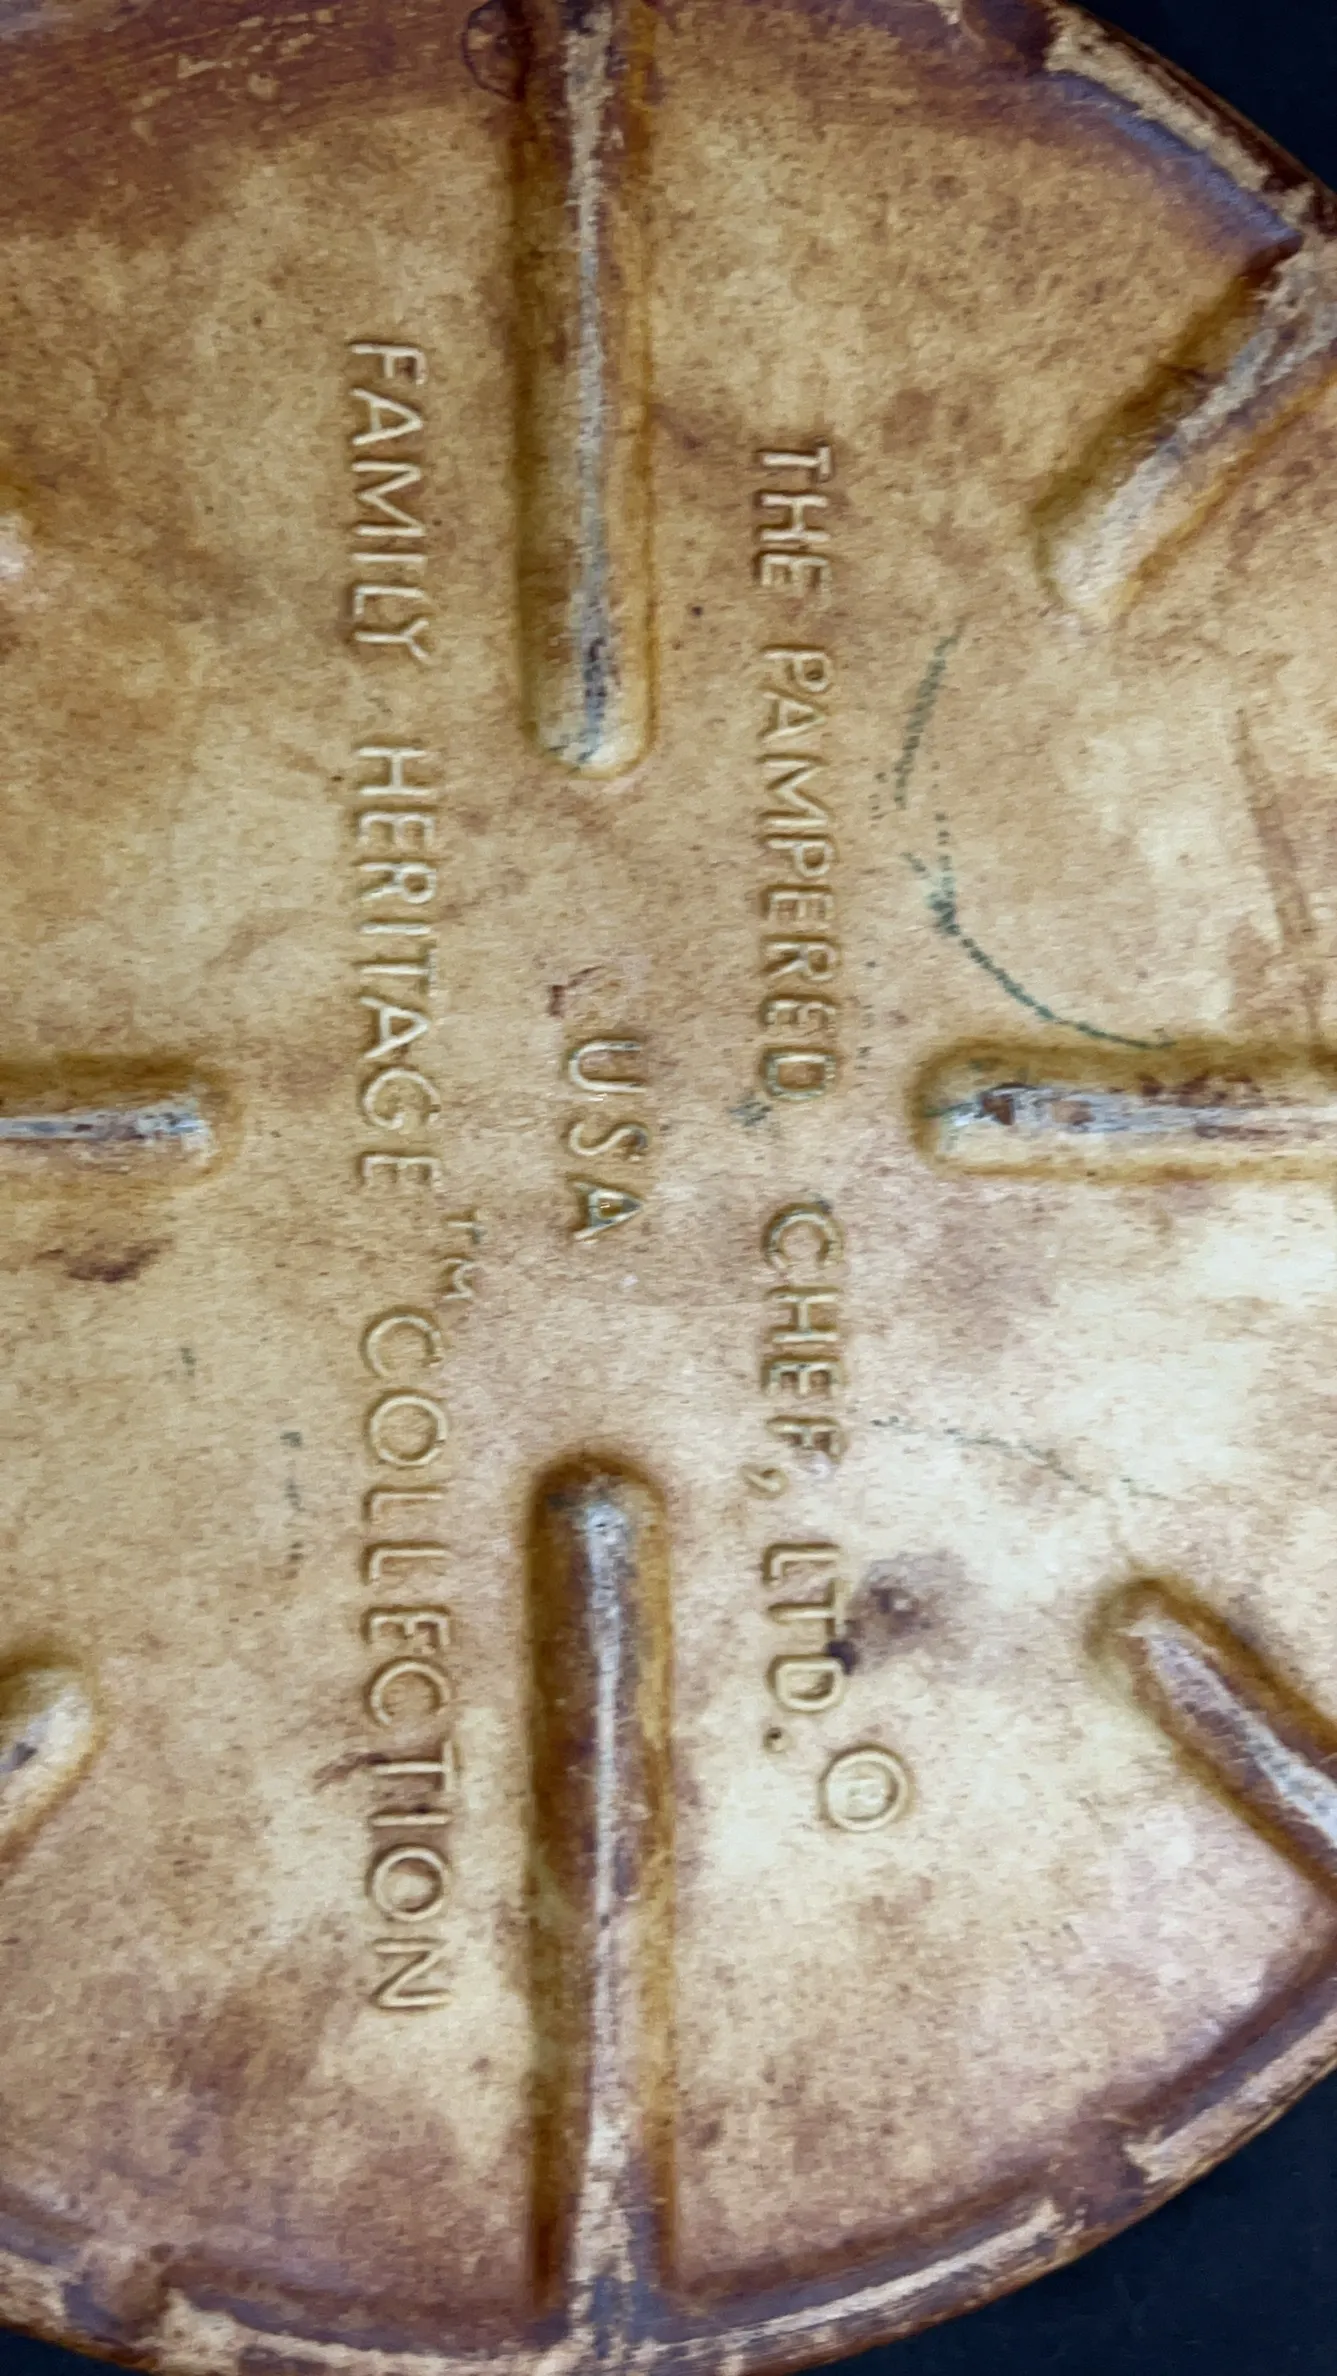 THE PAMPERED CHEF, LTD.®
USA
FAMILY HERITAGE™ COLLECTION